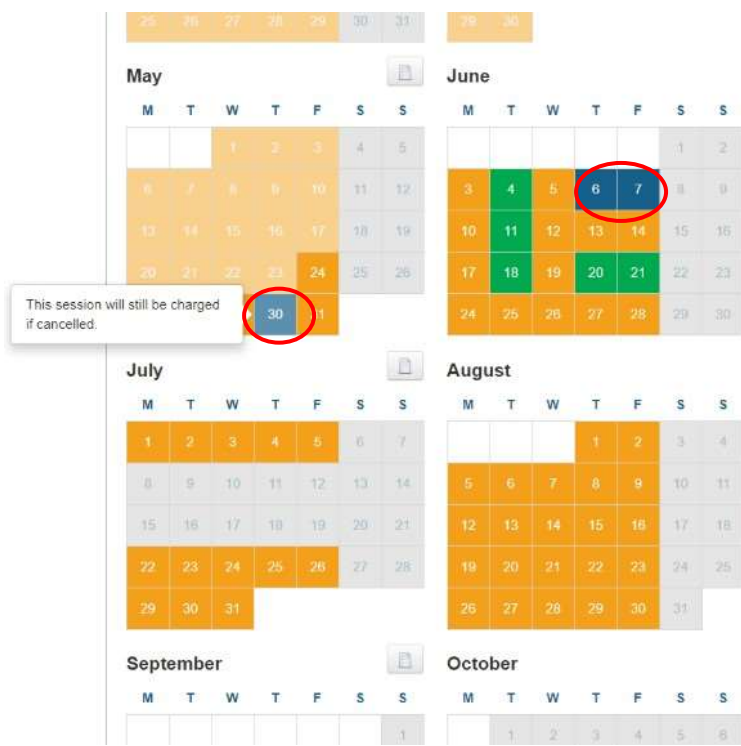 25 26 27 28 29 30 31
29 30
May
M T W T F S S
1 2 3 4 5
6 7 8 9 10 11 12
13 14 15 16 17 18 19
20 21 22 23 24 25 26
This session will still be charged
if cancelled.
30 31
June
M T W T F S S
1 2
3 4 5 6 7 8 9
10 11 12 13 14 15 16
17 18 19 20 21 22 23
24 25 26 27 28 29 30
July
M T W T F S S
1 2 3 4 5 6 7
8 9 10 11 12 13 14
15 16 17 18 19 20 21
22 23 24 25 26 27 28
29 30 31
August
M T W T F S S
1 2 3 4
5 6 7 8 9 10 11
12 13 14 15 16 17 18
19 20 21 22 23 24 25
26 27 28 29 30 31
September
M T W T F S S
1
October
M T W T F S S
1 2 3 4 5 6